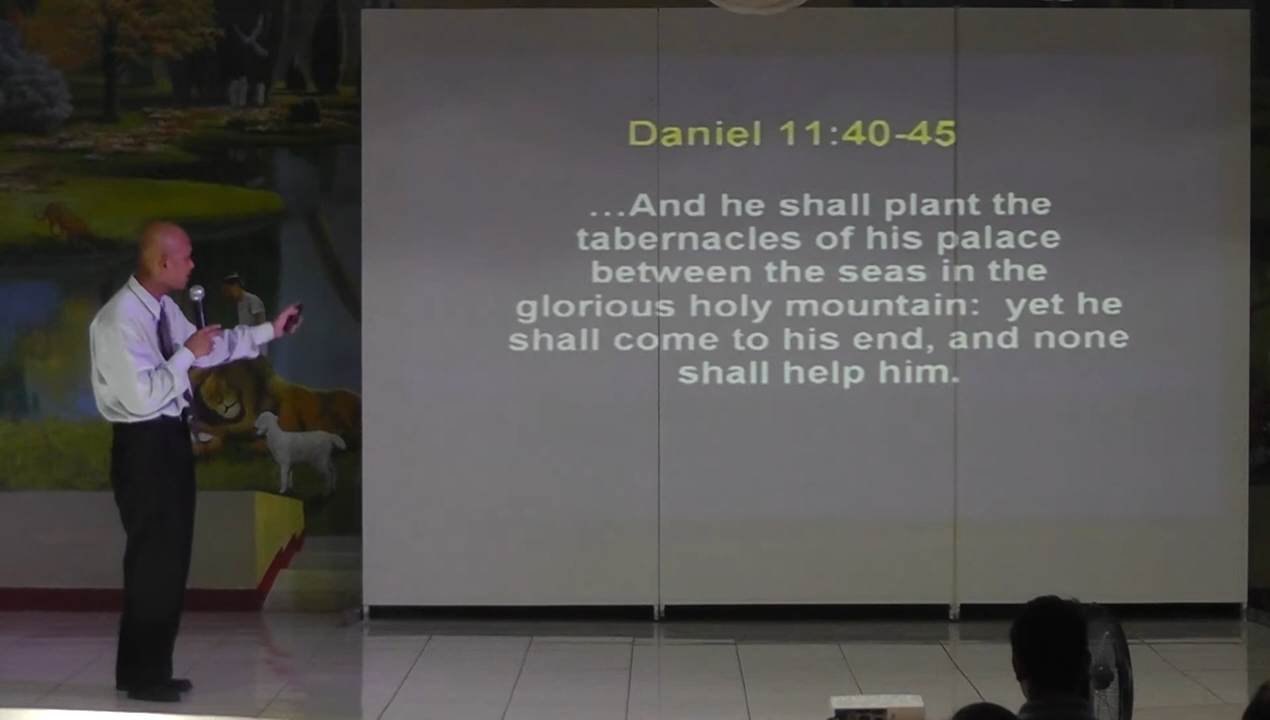 Daniel 11:40-45
...And he shall plant the
tabernacles of his palace
between the seas in the
glorious holy mountain:  yet he
shall come to his end, and none
shall help him.